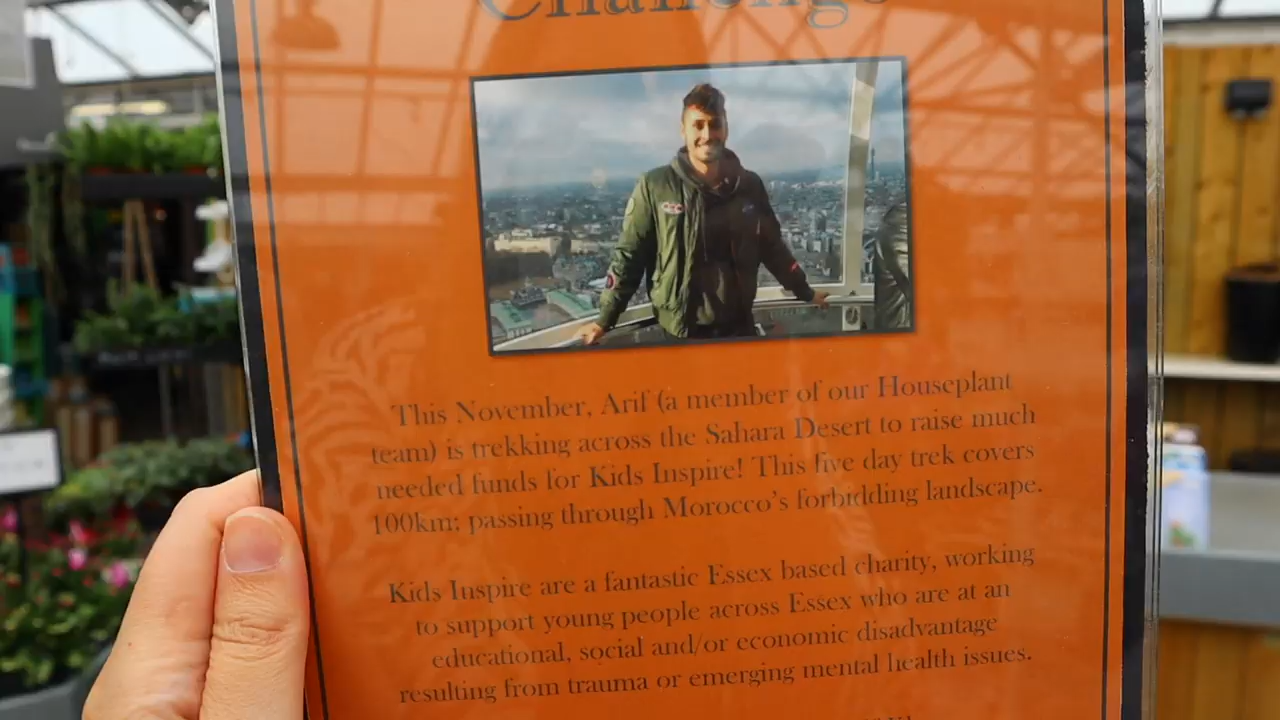 Challenge
This November, Arif (a member of our Houseplant
team) is trekking across the Sahara Desert to raise much
needed funds for Kids Inspire! This five day trek covers
100km; passing through Morocco's forbidding landscape.
Kids Inspire are a fantastic Essex based charity, working
to support young people across Essex who are at an
educational, social and/or economic disadvantage
resulting from trauma or emerging mental health issues.